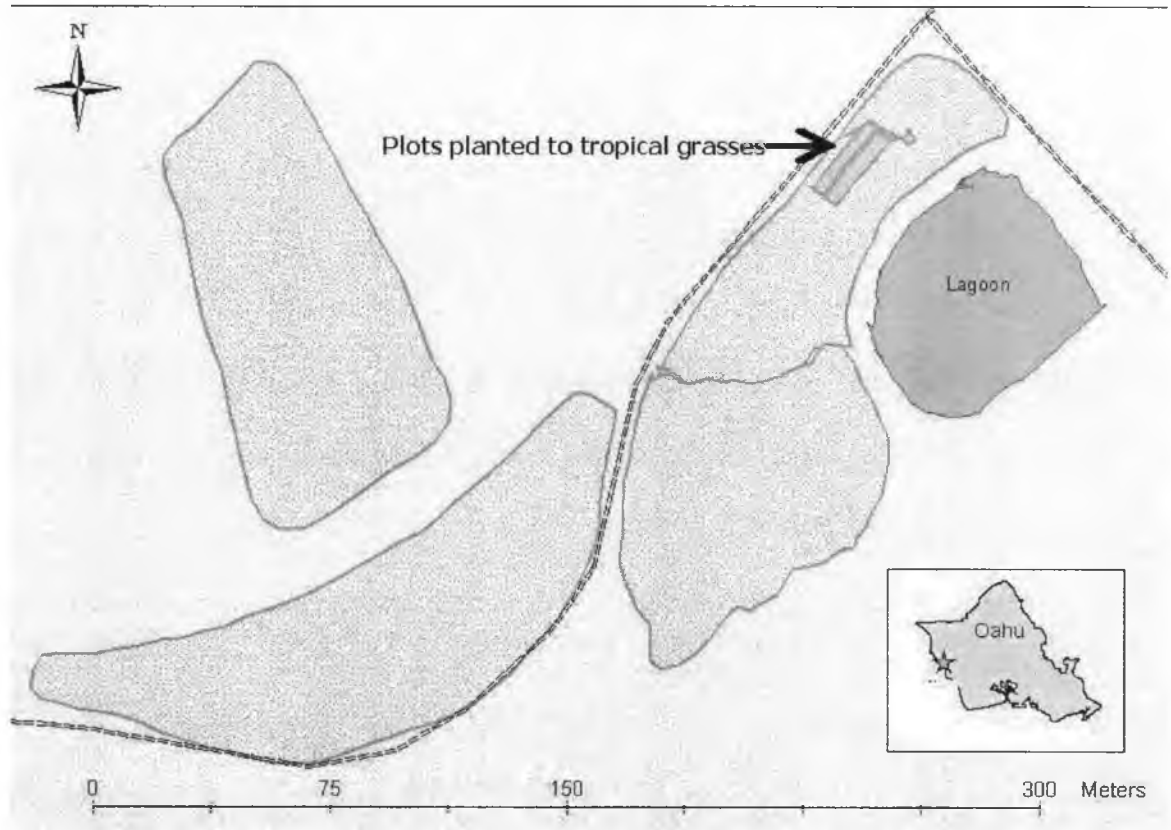 N
Plots planted to tropical grasses
Lagoon
Oahu
0 75 150 300 Meters